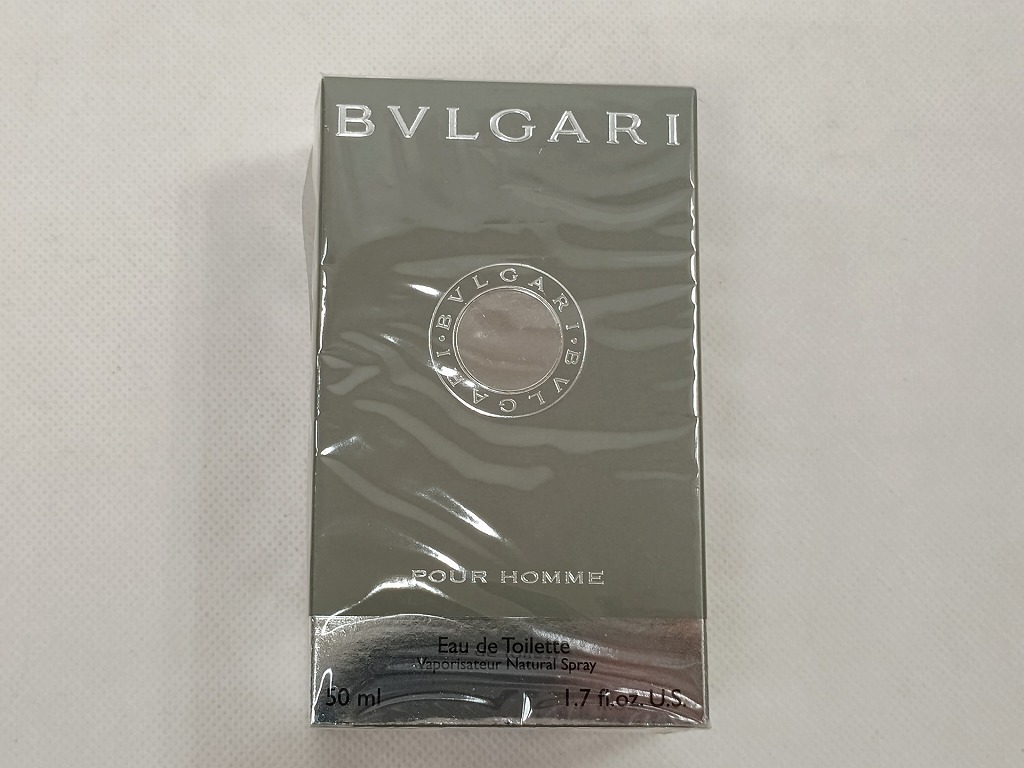 BVLGARI
BVLGARI · BVLGARI ·
POUR HOMME
Eau de Toilette
Vaporisateur Natural Spray
50 ml 1.7 fl.oz. U.S.